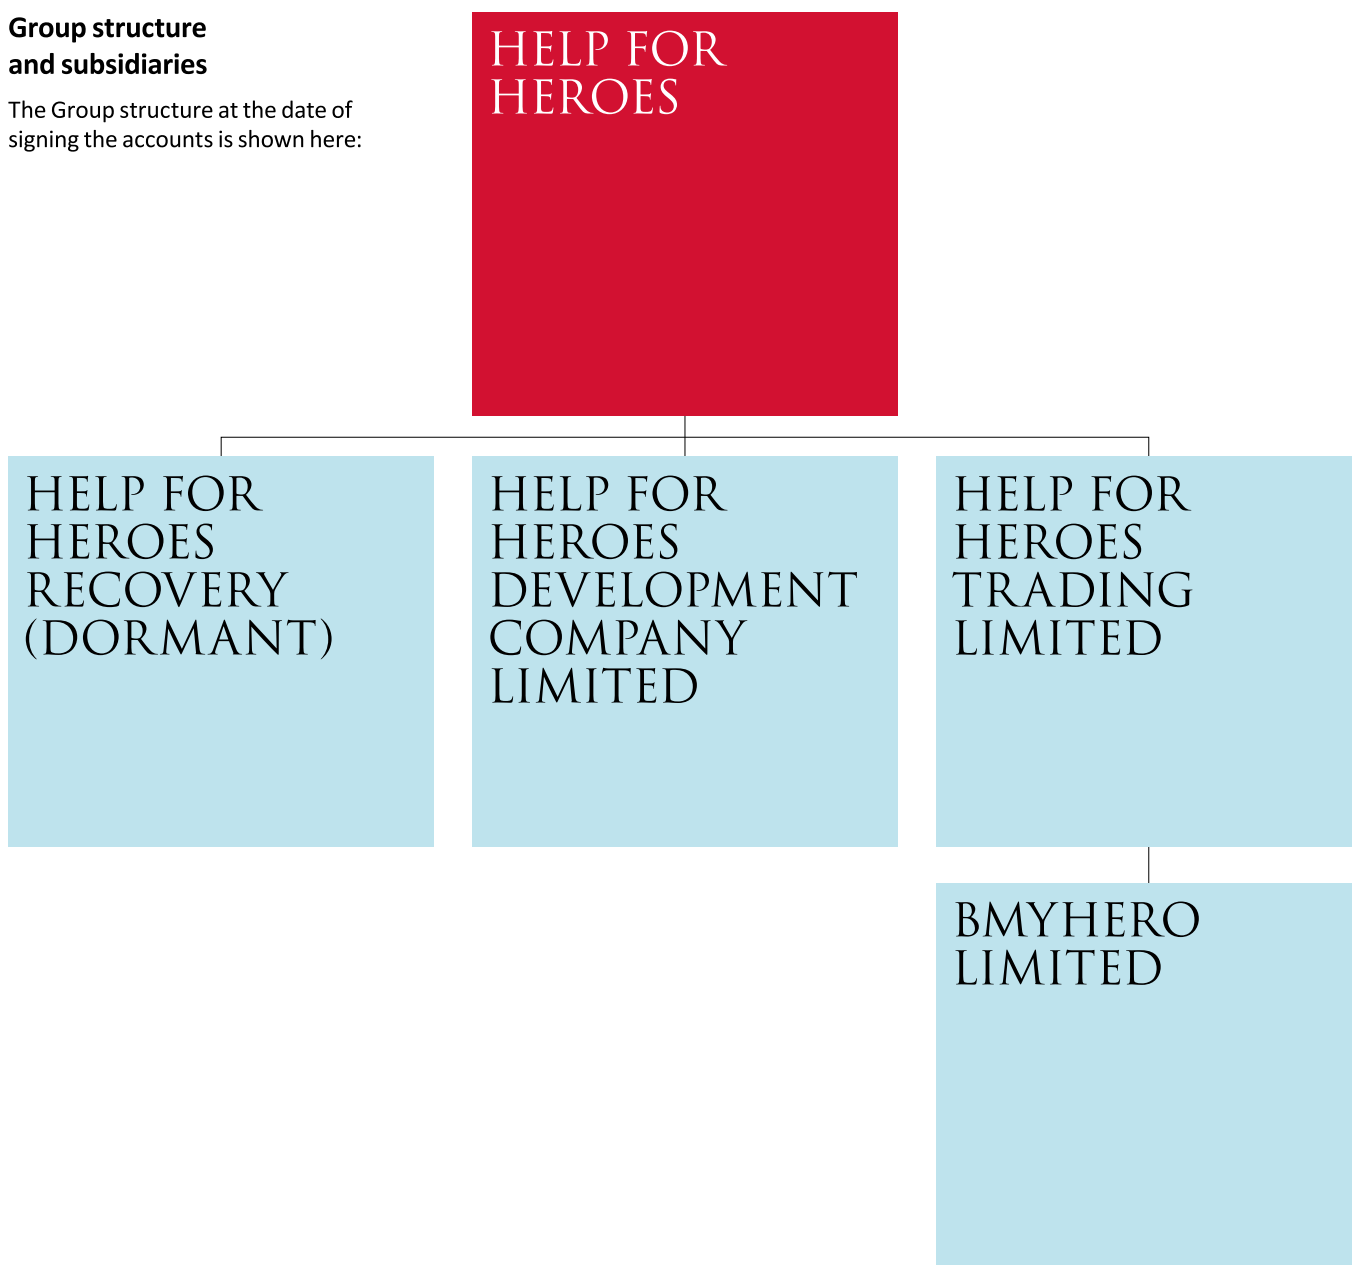 Group structure
and subsidiaries
The Group structure at the date of
signing the accounts is shown here:
HELP FOR
HEROES
HELP FOR
HEROES
RECOVERY
(DORMANT)
HELP FOR
HEROES
DEVELOPMENT
COMPANY
LIMITED
HELP FOR
HEROES
TRADING
LIMITED
BMYHERO
LIMITED